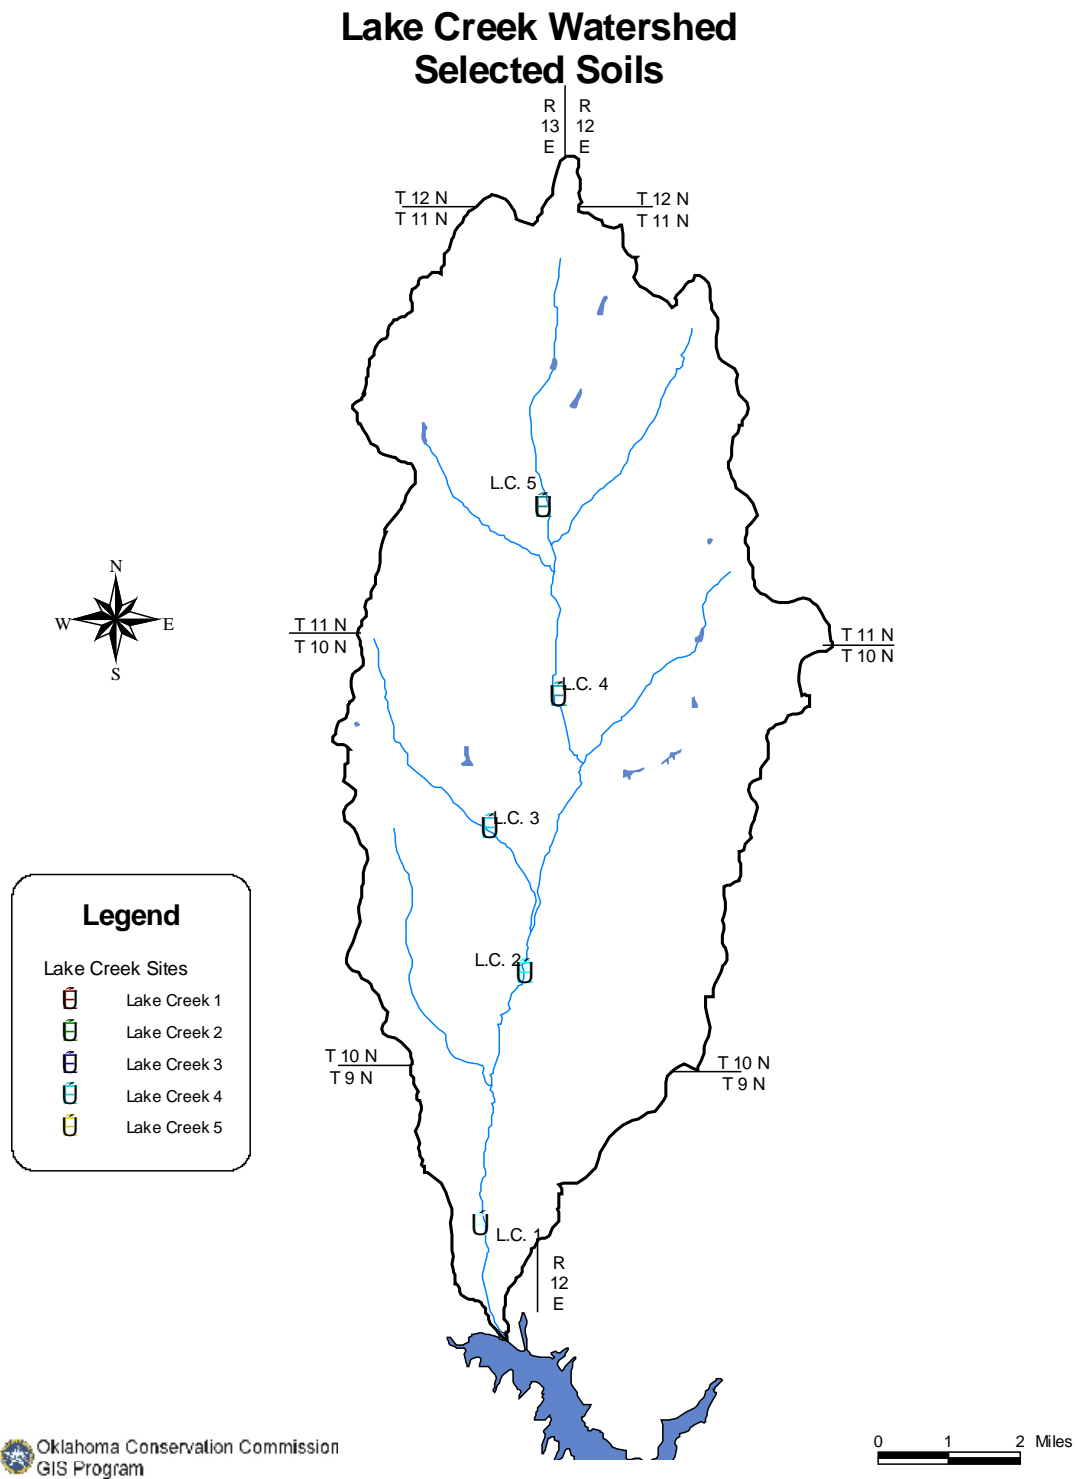 Lake Creek Watershed
Selected Soils
R R
13 12
E E
T 12 N
T 11 N
T 12 N
T 11 N
L.C. 5
N
W E
S
T 11 N
T 10 N
T 11 N
T 10 N
L.C. 4
L.C. 3
Legend
Lake Creek Sites
Lake Creek 1
Lake Creek 2
Lake Creek 3
Lake Creek 4
Lake Creek 5
L.C. 2
T 10 N
T 9 N
T 10 N
T 9 N
L.C. 1
R
12
E
Oklahoma Conservation Commission
GIS Program
0 1 2 Miles